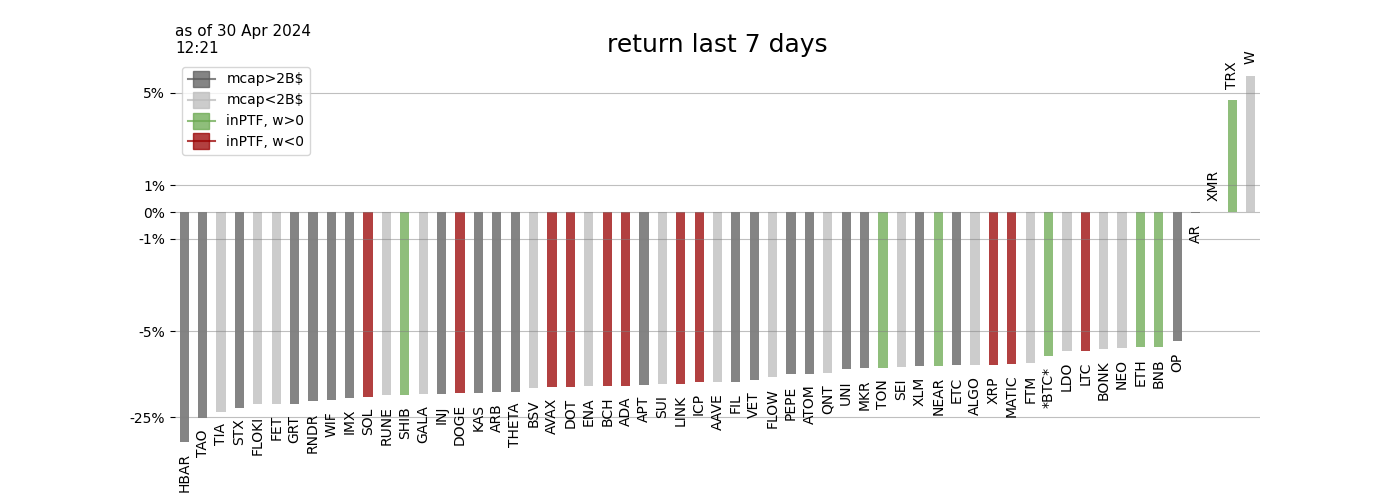 as of 30 Apr 2024
12:21
return last 7 days
mcap>2B$
mcap<2B$
inPTF, w>0
inPTF, w<0
5%
1%
0%
-1%
-5%
-25%
HBAR
TAO
TIA
STX
FLOKI
FET
GRT
RNDR
WIF
IMX
SOL
RUNE
SHIB
GALA
INJ
DOGE
KAS
ARB
THETA
BSV
AVAX
DOT
ENA
BCH
ADA
APT
SUI
LINK
ICP
AAVE
FIL
VET
FLOW
PEPE
ATOM
QNT
UNI
MKR
TON
SEI
XLM
NEAR
ETC
ALGO
XRP
MATIC
FTM
*BTC*
LDO
LTC
BONK
NEO
ETH
BNB
OP
AR
XMR
TRX
W